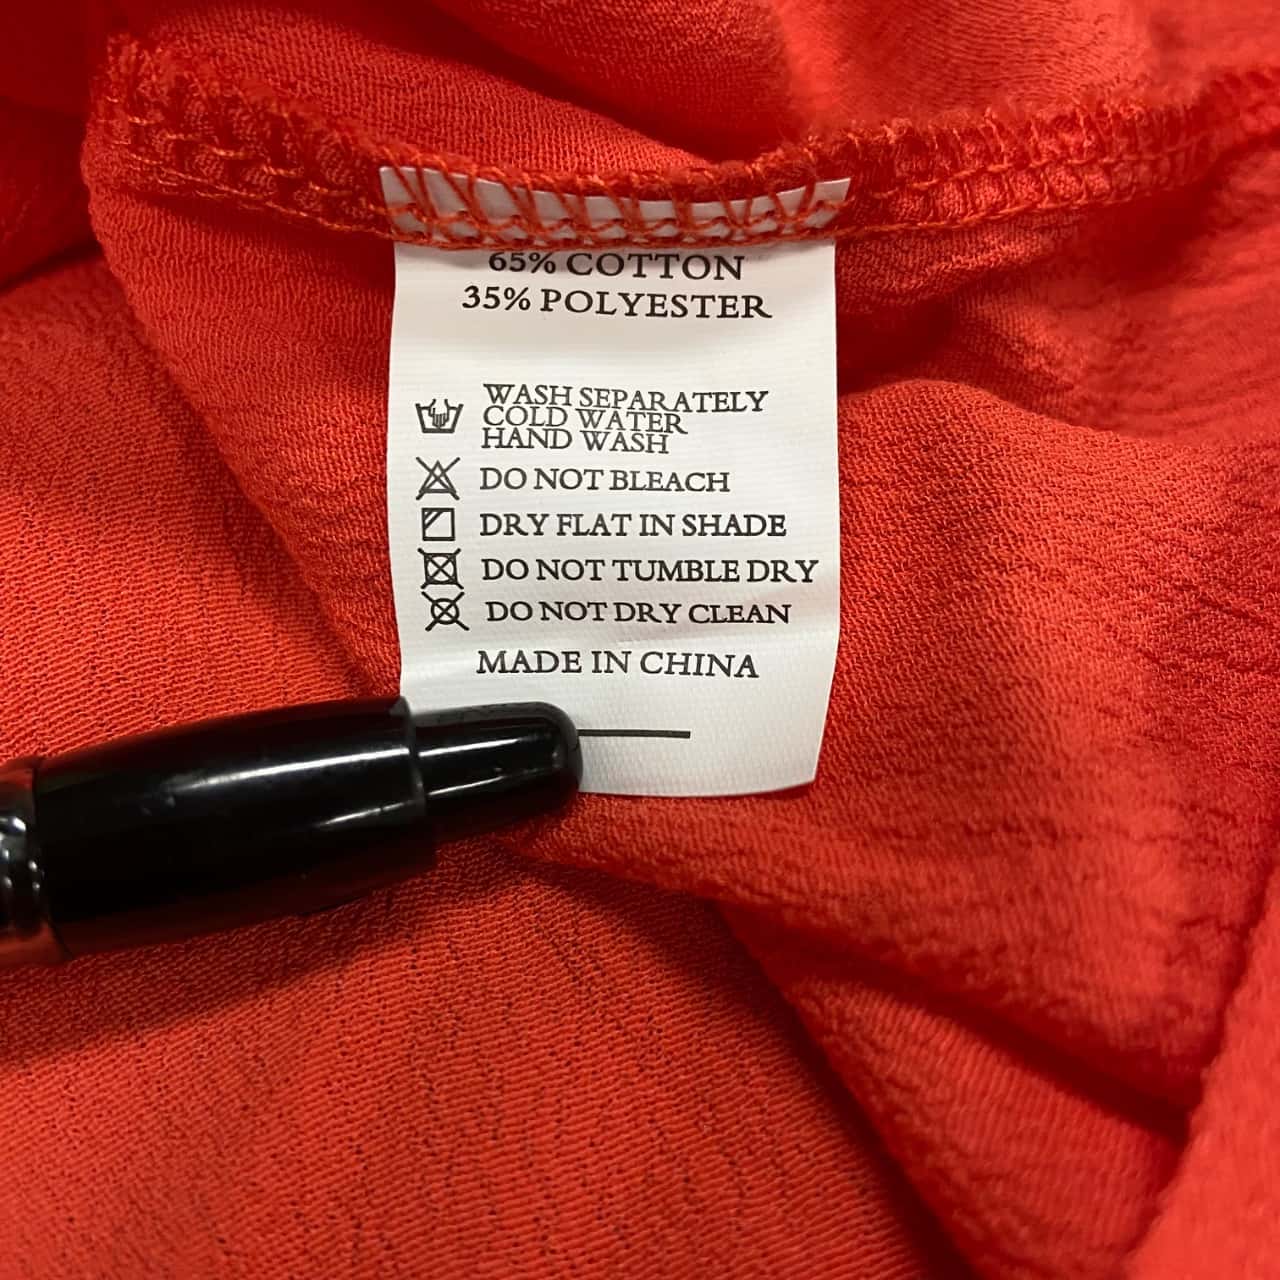 65% COTTON
35% POLYESTER
WASH SEPARATELY
COLD WATER
HAND WASH
DO NOT BLEACH
DRY FLAT IN SHADE
DO NOT TUMBLE DRY
DO NOT DRY CLEAN
MADE IN CHINA